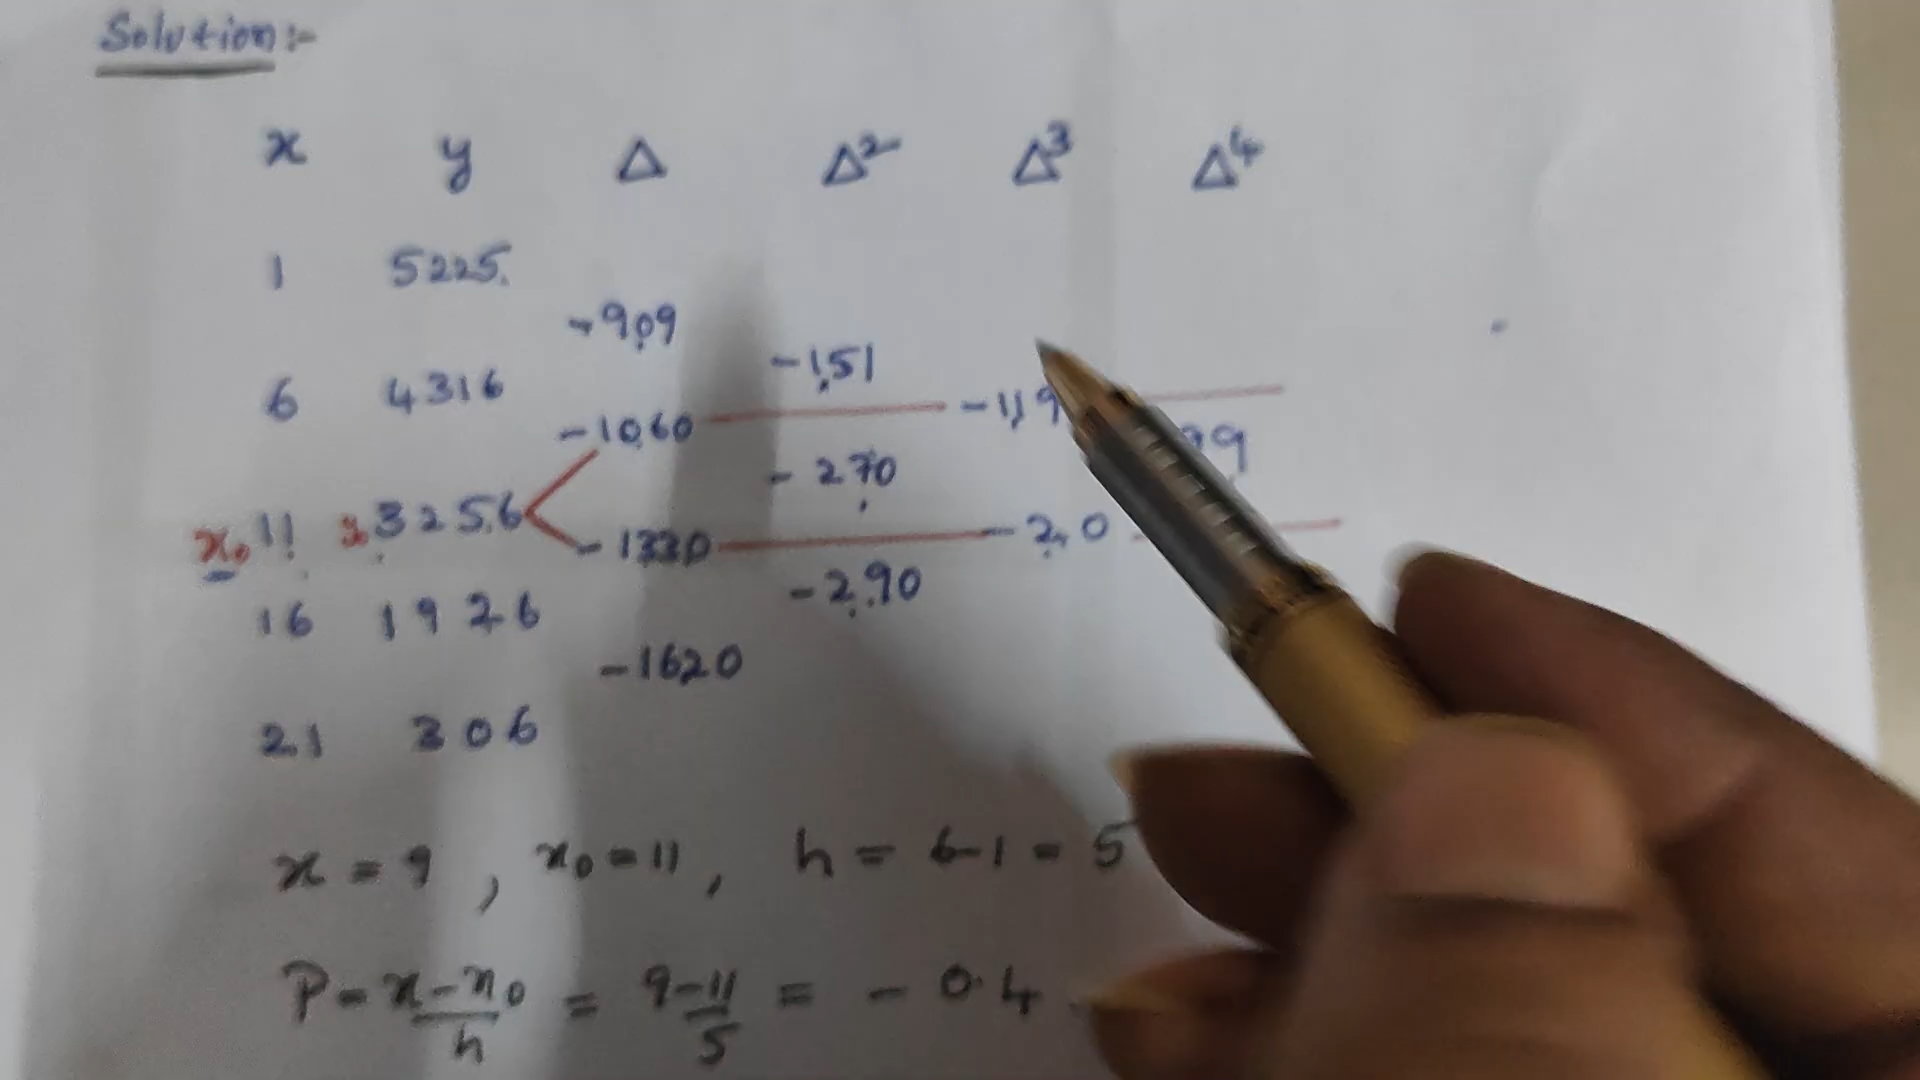 Solution:-
x y Δ Δ² Δ³ Δ⁴
1 5225
-909
-151
6 4316 -119
-1060 99
-270
x₀ 11 3256
-1330 -20
-290
16 1926
-1620
21 306
x = 9 , x₀ = 11 , h = 6-1 = 5
P = x-x₀/h = 9-11/5 = -0.4